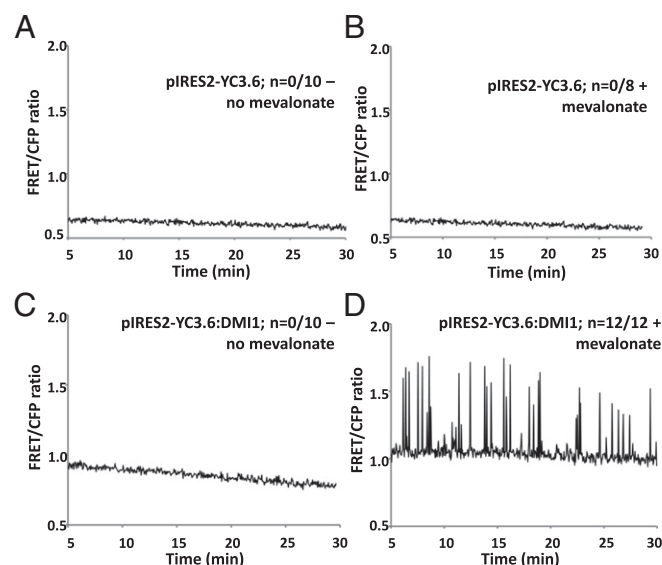 A
2.0
1.5
1.0
0.5
FRET/CFP ratio
pIRES2-YC3.6; n=0/10 –
no mevalonate
5 10 15 20 25 30
Time (min)
B
2.0
1.5
1.0
0.5
FRET/CFP ratio
pIRES2-YC3.6; n=0/8 +
mevalonate
5 10 15 20 25 30
Time (min)
C
2.0
1.5
1.0
0.5
FRET/CFP ratio
pIRES2-YC3.6:DMI1; n=0/10 –
no mevalonate
5 10 15 20 25 30
Time (min)
D
2.0
1.5
1.0
0.5
FRET/CFP ratio
pIRES2-YC3.6:DMI1; n=12/12 +
mevalonate
5 10 15 20 25 30
Time (min)